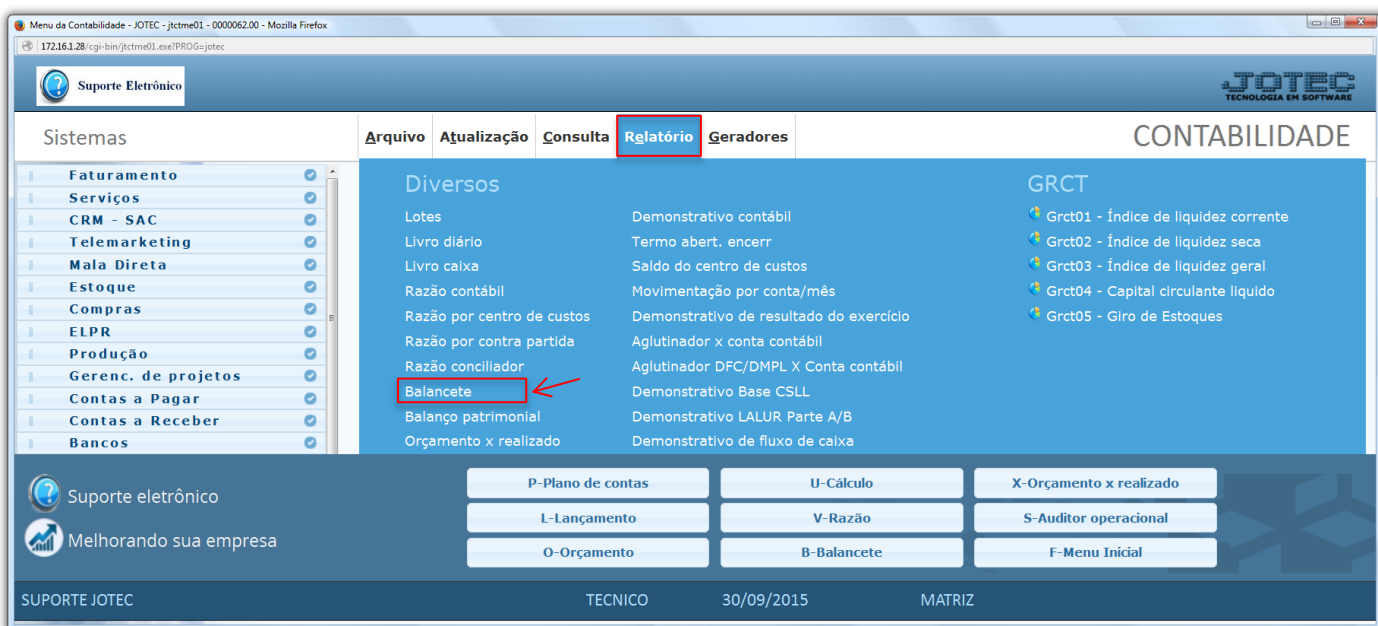 Menu da Contabilidade - JOTEC - jtctme01 - 0000062.00 - Mozilla Firefox
172.16.1.28/cgi-bin/jtctme01.exe?PROG=jotec
Suporte Eletrônico
JOTEC
TECNOLOGIA EM SOFTWARE
Sistemas
Arquivo Atualização Consulta Relatório Geradores
CONTABILIDADE
Faturamento
Serviços
CRM - SAC
Telemarketing
Mala Direta
Estoque
Compras
ELPR
Produção
Gerenc. de projetos
Contas a Pagar
Contas a Receber
Bancos
Diversos
Lotes
Livro diário
Livro caixa
Razão contábil
Razão por centro de custos
Razão por contra partida
Razão conciliador
Balancete
Balanço patrimonial
Orçamento x realizado
Demonstrativo contábil
Termo abert. encerr
Saldo do centro de custos
Movimentação por conta/mês
Demonstrativo de resultado do exercício
Aglutinador x conta contábil
Aglutinador DFC/DMPL X Conta contábil
Demonstrativo Base CSLL
Demonstrativo LALUR Parte A/B
Demonstrativo de fluxo de caixa
GRCT
Grct01 - Índice de liquidez corrente
Grct02 - Índice de liquidez seca
Grct03 - Índice de liquidez geral
Grct04 - Capital circulante liquido
Grct05 - Giro de Estoques
Suporte eletrônico
Melhorando sua empresa
P-Plano de contas U-Cálculo X-Orçamento x realizado
L-Lançamento V-Razão S-Auditor operacional
O-Orçamento B-Balancete F-Menu Inicial
SUPORTE JOTEC TECNICO 30/09/2015 MATRIZ